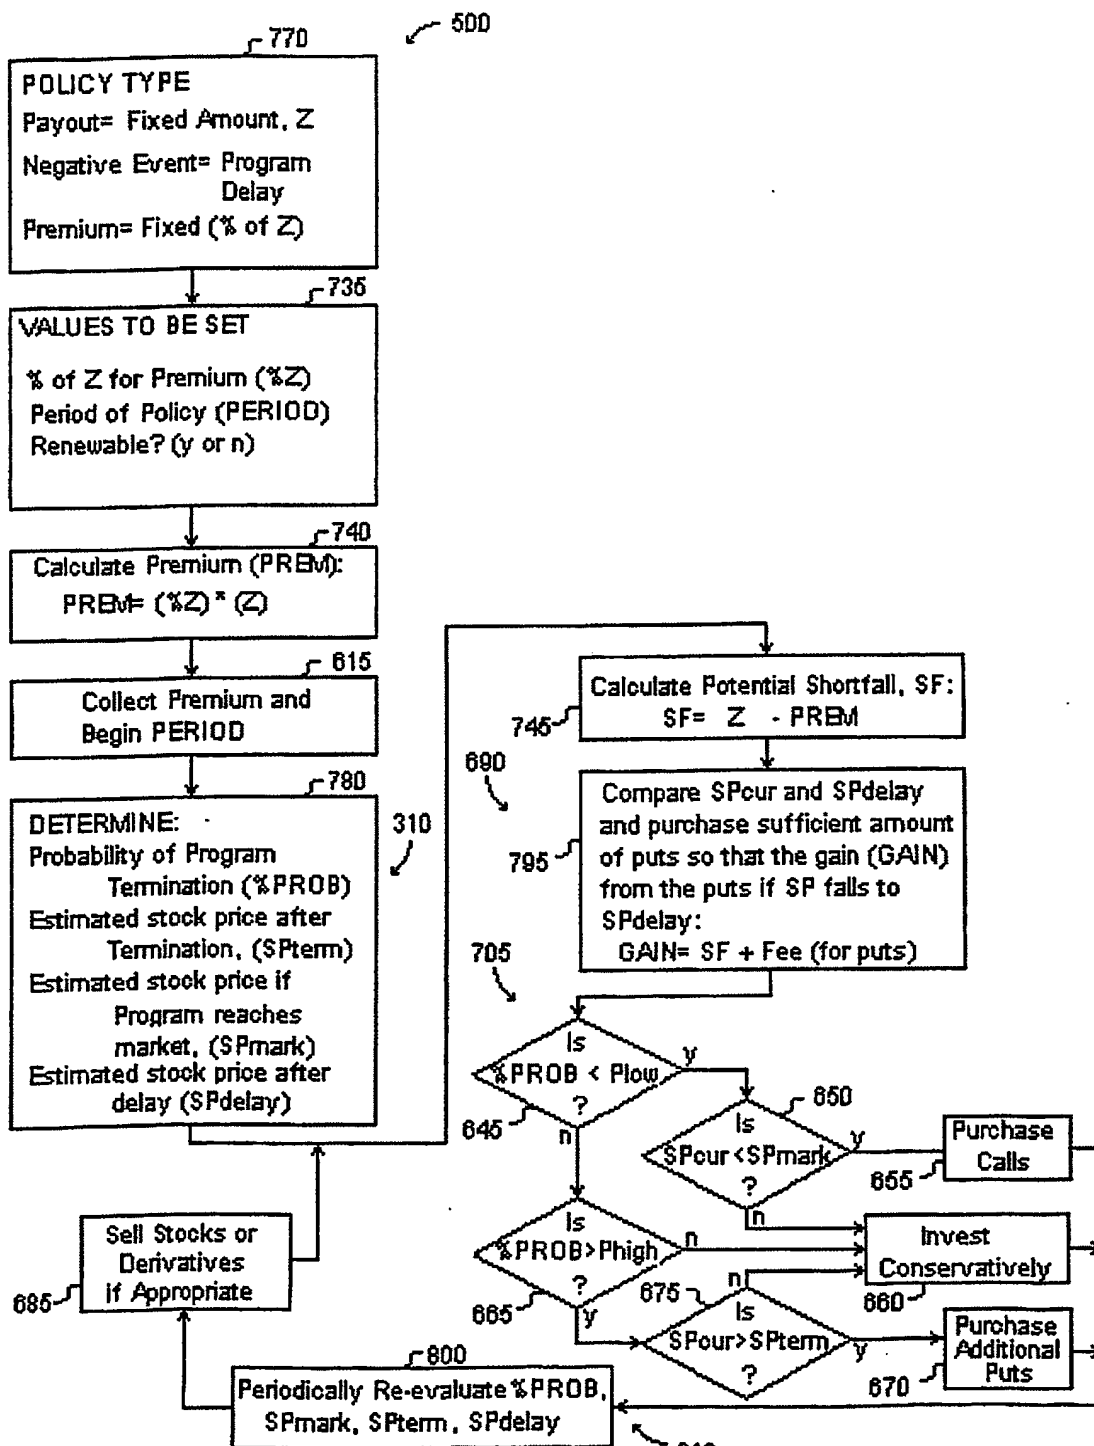 500
770
POLICY TYPE
Payout= Fixed Amount, Z
Negative Event= Program
Delay
Premium= Fixed (% of Z)
735
VALUES TO BE SET
% of Z for Premium (%Z)
Period of Policy (PERIOD)
Renewable? (y or n)
740
Calculate Premium (PREM):
PREM= (%Z) * (Z)
615
Collect Premium and
Begin PERIOD
780
DETERMINE:
Probability of Program
Termination (%PROB)
Estimated stock price after
Termination, (SPterm)
Estimated stock price if
Program reaches
market, (SPmark)
Estimated stock price after
delay (SPdelay)
310
745
Calculate Potential Shortfall, SF:
SF= Z - PREM
690
795
Compare SPcur and SPdelay
and purchase sufficient amount
of puts so that the gain (GAIN)
from the puts if SP falls to
SPdelay:
GAIN= SF + Fee (for puts)
705
Is
%PROB < Plow
?
645
y
n
650
Is
SPcur<SPmark
?
y
n
655
Purchase
Calls
Is
%PROB>Phigh
?
665
n
y
Invest
Conservatively
660
675
n
Is
SPcur>SPterm
?
y
Purchase
Additional
Puts
670
685
Sell Stocks or
Derivatives
if Appropriate
800
Periodically Re-evaluate %PROB,
SPmark, SPterm, SPdelay